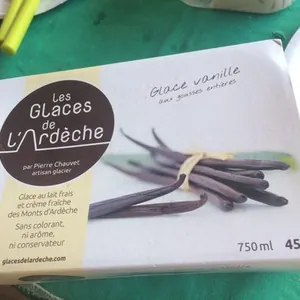 Les
Glaces
de
L'Ardèche
par Pierre Chauvet
artisan glacier
Glace au lait frais
et crème fraîche
des Monts d'Ardèche
Sans colorant,
ni arôme,
ni conservateur
glacesdelardeche.com
Glace vanille
aux gousses entières
750 ml 45